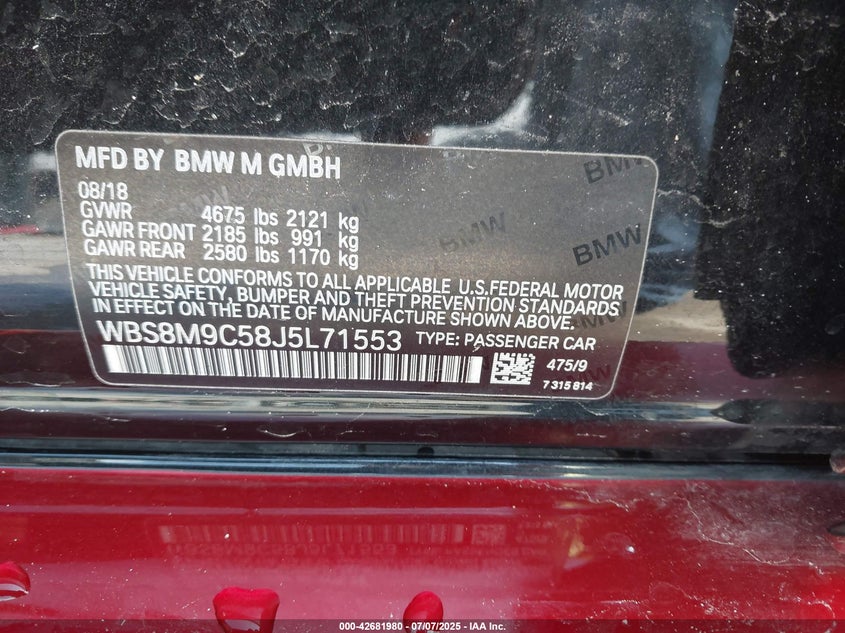 MFD BY BMW M GMBH
08/18
GVWR 4675 lbs 2121 kg
GAWR FRONT 2185 lbs 991 kg
GAWR REAR 2580 lbs 1170 kg
THIS VEHICLE CONFORMS TO ALL APPLICABLE U.S.FEDERAL MOTOR
VEHICLE SAFETY, BUMPER AND THEFT PREVENTION STANDARDS
IN EFFECT ON THE DATE OF MANUFACTURE SHOWN ABOVE.
WBS8M9C58J5L71553 TYPE: PASSENGER CAR
475/9
7 315 814
BMW
BMW
000-42681980 - 07/07/2025 - IAA Inc.